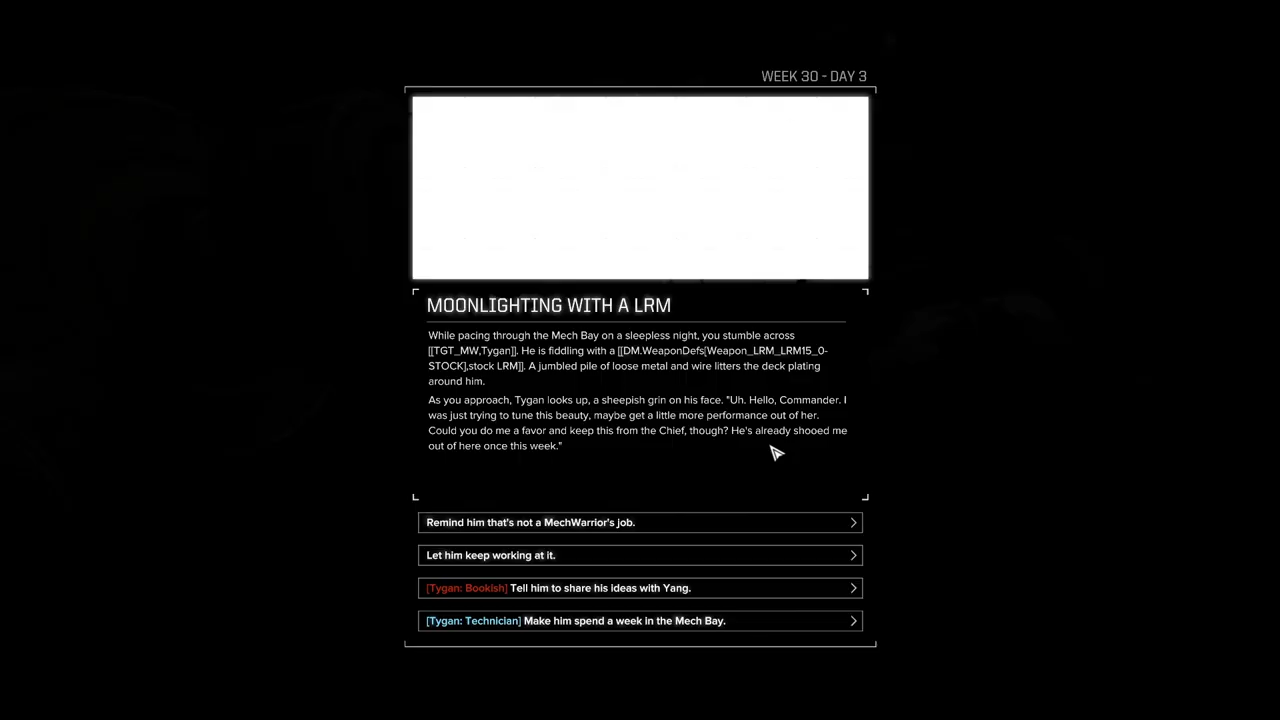 WEEK 30 - DAY 3
MOONLIGHTING WITH A LRM
While pacing through the Mech Bay on a sleepless night, you stumble across
[[TGT_MW,Tygan]]. He is fiddling with a [[DM.WeaponDefs[Weapon_LRM_LRM15_0-
STOCK],stock LRM]]. A jumbled pile of loose metal and wire litters the deck plating
around him.
As you approach, Tygan looks up, a sheepish grin on his face. "Uh. Hello, Commander. I
was just trying to tune this beauty, maybe get a little more performance out of her.
Could you do me a favor and keep this from the Chief, though? He's already shooed me
out of here once this week."
Remind him that's not a MechWarrior's job.
Let him keep working at it.
[Tygan: Bookish] Tell him to share his ideas with Yang.
[Tygan: Technician] Make him spend a week in the Mech Bay.